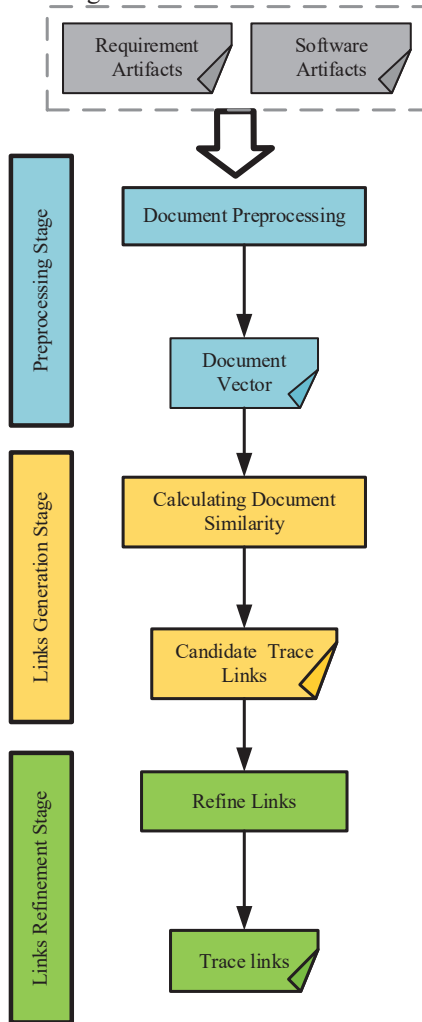 Requirement
Artifacts
Software
Artifacts
Preprocessing Stage
Document Preprocessing
Document
Vector
Links Generation Stage
Calculating Document
Similarity
Candidate Trace
Links
Links Refinement Stage
Refine Links
Trace links